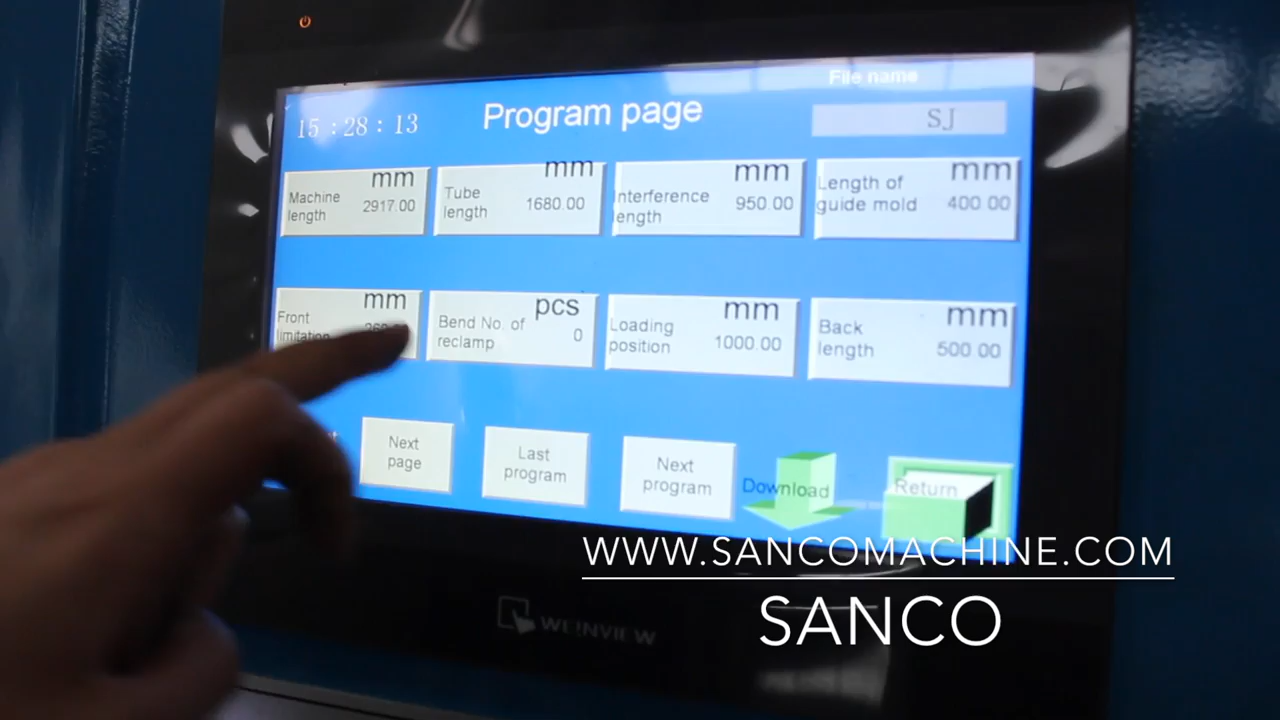 File name
15 : 28 : 13
Program page
SJ
Machine length
mm
2917.00
Tube length
mm
1680.00
Interference length
mm
950.00
Length of guide mold
mm
400.00
Front limitation
mm
Bend No. of reclamp
pcs
0
Loading position
mm
1000.00
Back length
mm
500.00
Next page
Last program
Next program
Download
Return
WWW.SANCOMACHINE.COM
SANCO
WEINVIEW